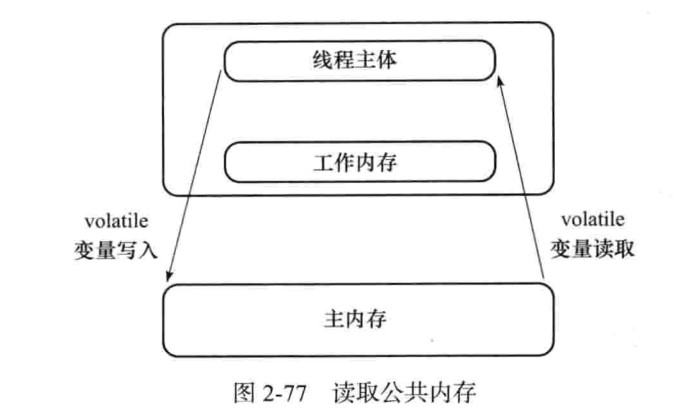 线程主体
工作内存
volatile
变量写入
volatile
变量读取
主内存
图 2-77 读取公共内存